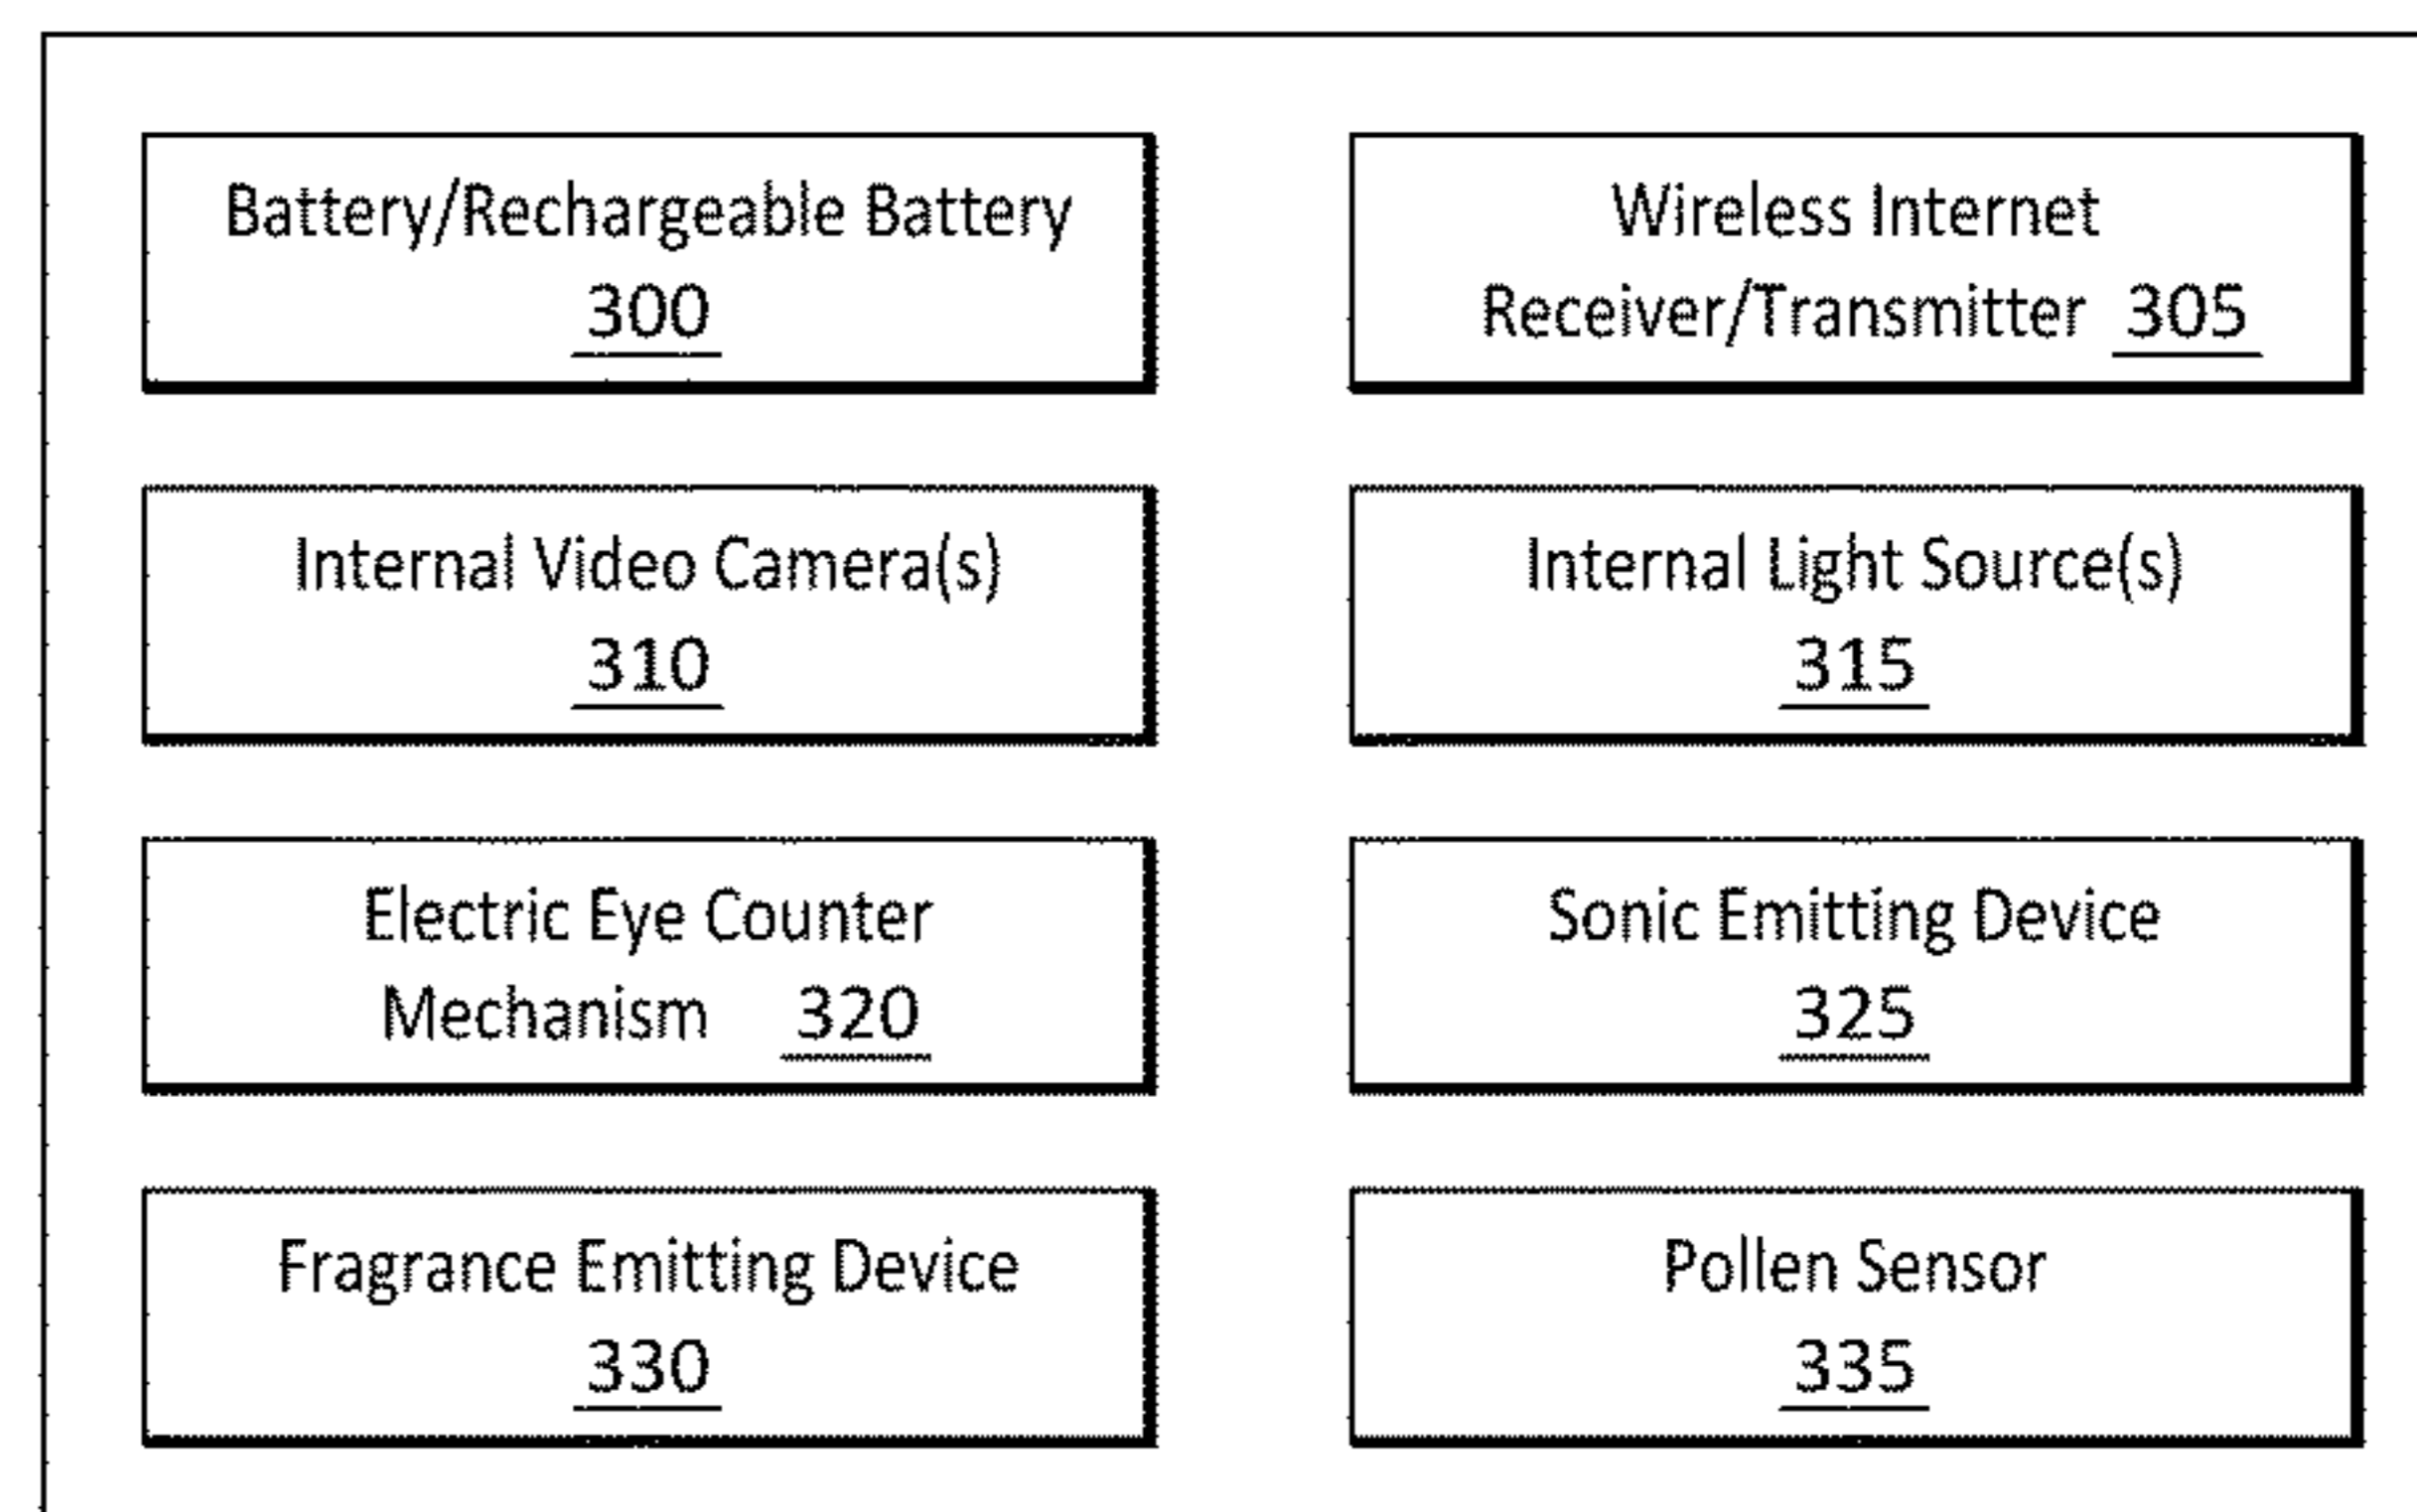 Battery/Rechargeable Battery
300
Wireless Internet
Receiver/Transmitter 305
Internal Video Camera(s)
310
Internal Light Source(s)
315
Electric Eye Counter
Mechanism 320
Sonic Emitting Device
325
Fragrance Emitting Device
330
Pollen Sensor
335